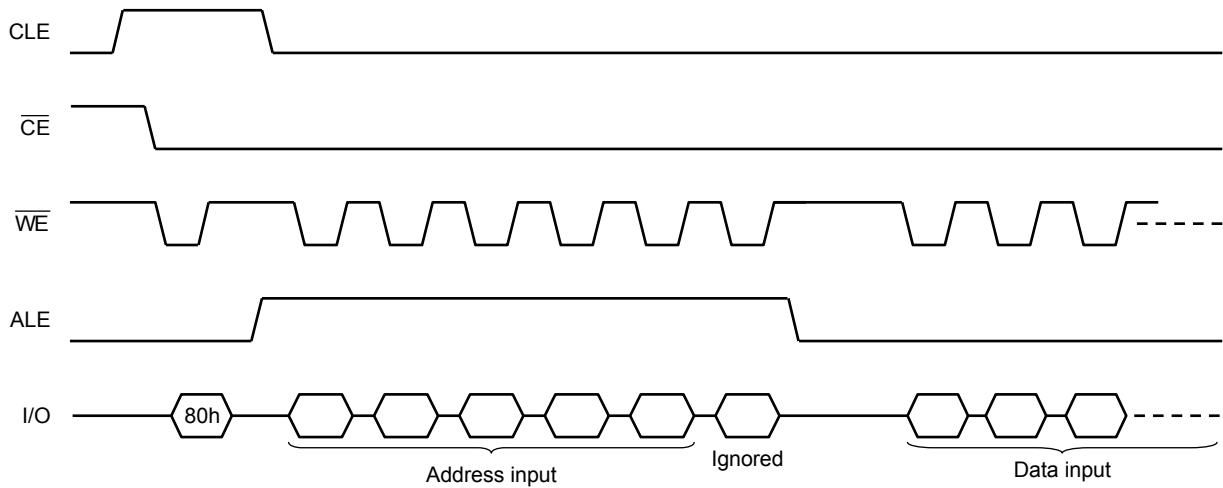 CLE
CE
WE
ALE
I/O
80h
Address input
Ignored
Data input